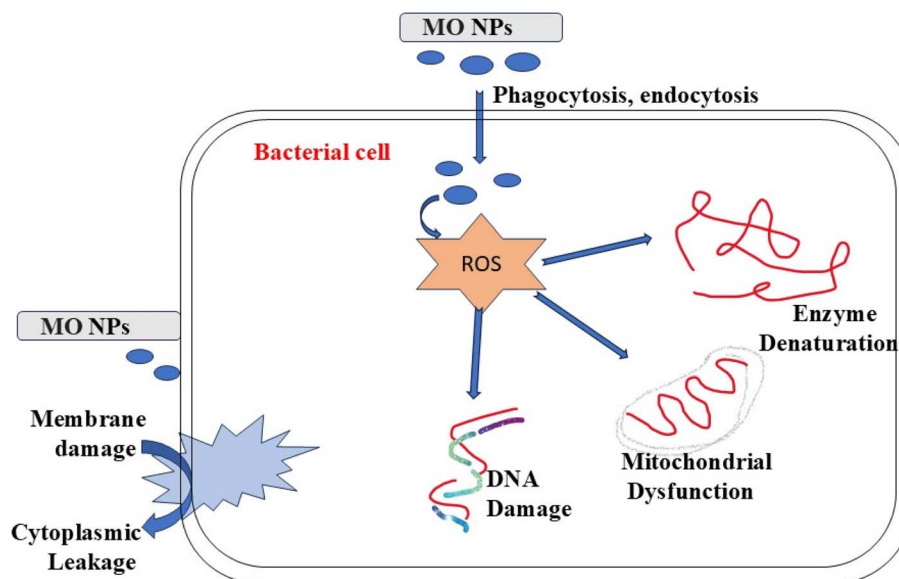 MO NPs
Phagocytosis, endocytosis
Bacterial cell
ROS
Enzyme
Denaturation
MO NPs
Membrane
damage
Mitochondrial
Dysfunction
DNA
Damage
Cytoplasmic
Leakage